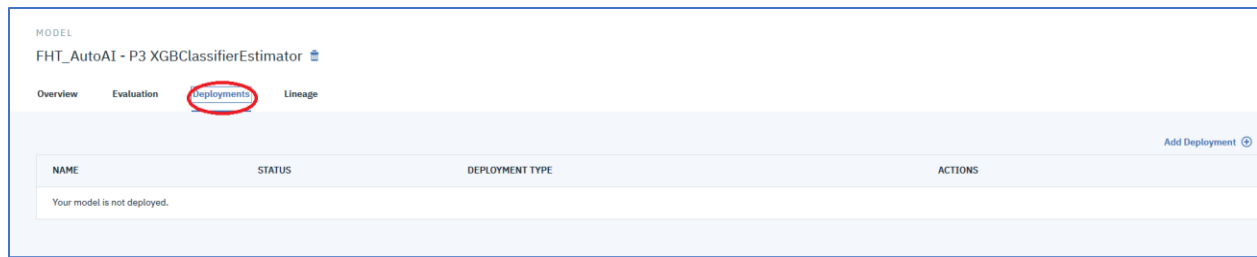 MODEL
FHT_AutoAI - P3 XGBClassifierEstimator
Overview Evaluation Deployments Lineage
Add Deployment
NAME STATUS DEPLOYMENT TYPE ACTIONS
Your model is not deployed.